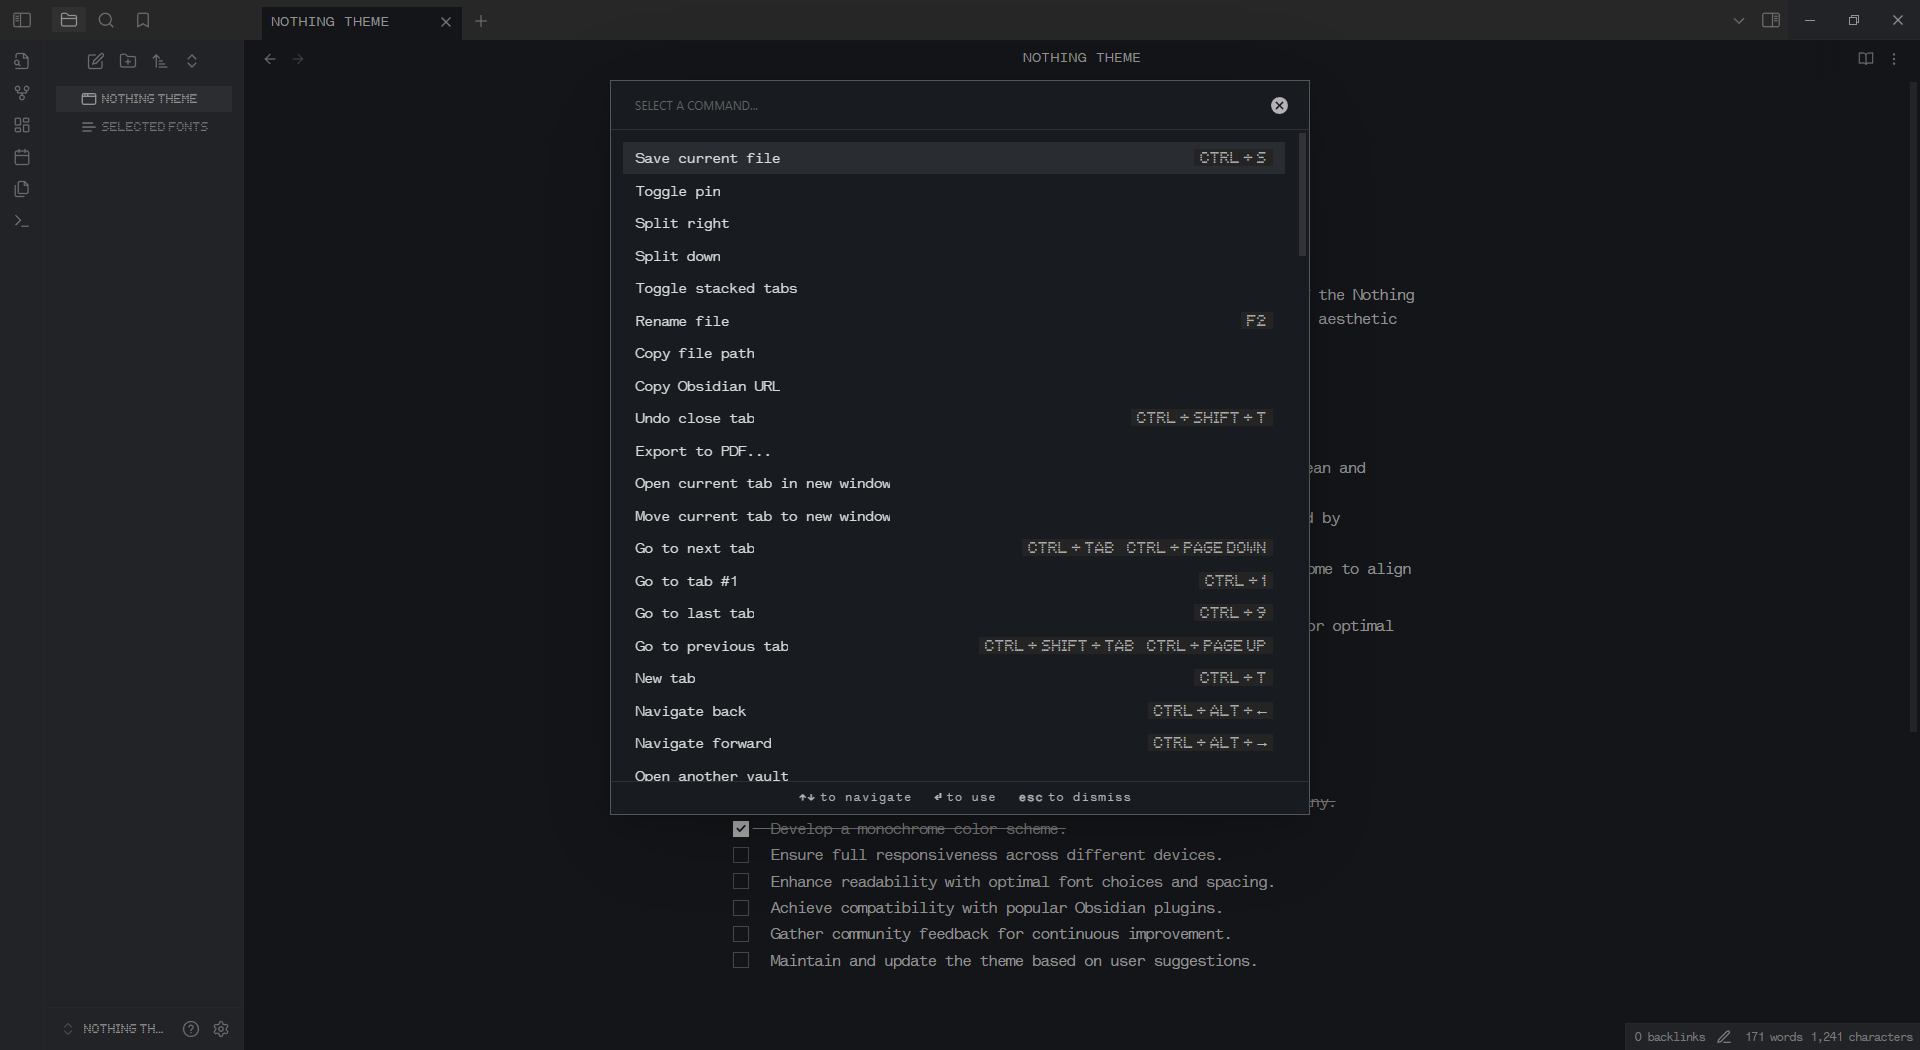 NOTHING THEME
NOTHING THEME
NOTHING THEME
SELECTED FONTS
SELECT A COMMAND...
Save current file CTRL + S
Toggle pin
Split right
Split down
Toggle stacked tabs
Rename file F2
Copy file path
Copy Obsidian URL
Undo close tab CTRL + SHIFT + T
Export to PDF...
Open current tab in new window
Move current tab to new window
Go to next tab CTRL + TAB CTRL + PAGE DOWN
Go to tab #1 CTRL + 1
Go to last tab CTRL + 9
Go to previous tab CTRL + SHIFT + TAB CTRL + PAGE UP
New tab CTRL + T
Navigate back CTRL + ALT + ←
Navigate forward CTRL + ALT + →
Open another vault
↑↓ to navigate ↵ to use esc to dismiss
the Nothing
aesthetic
and
by
to align
optimal
Develop a monochrome color scheme.
Ensure full responsiveness across different devices.
Enhance readability with optimal font choices and spacing.
Achieve compatibility with popular Obsidian plugins.
Gather community feedback for continuous improvement.
Maintain and update the theme based on user suggestions.
NOTHING TH...
0 backlinks 171 words 1,241 characters